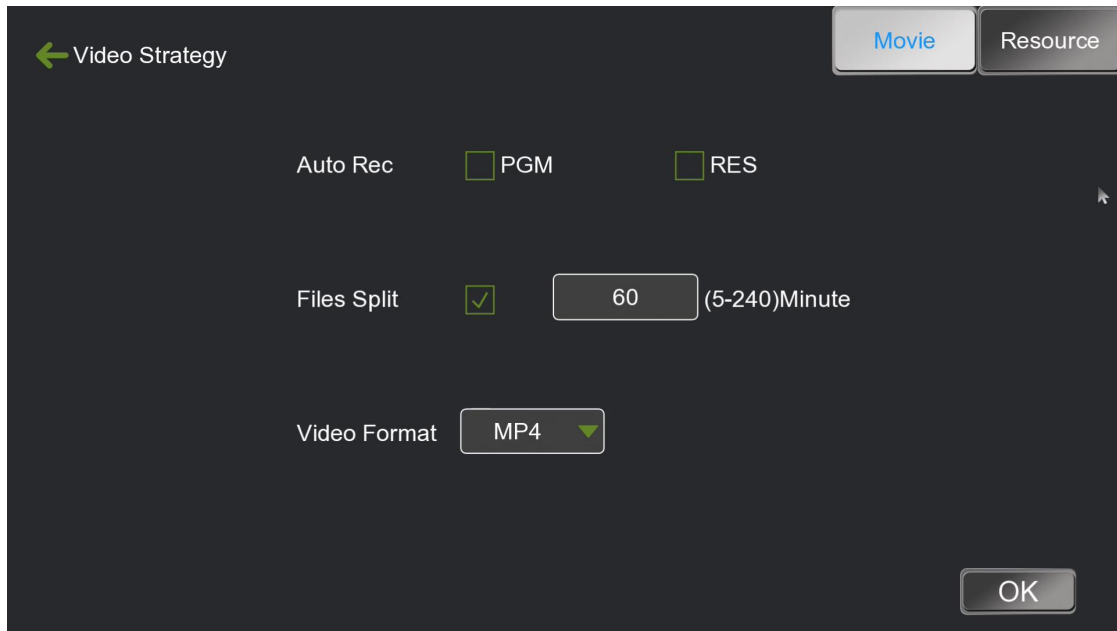 Video Strategy
Movie
Resource
Auto Rec
PGM
RES
Files Split
60
(5-240)Minute
Video Format
MP4
OK